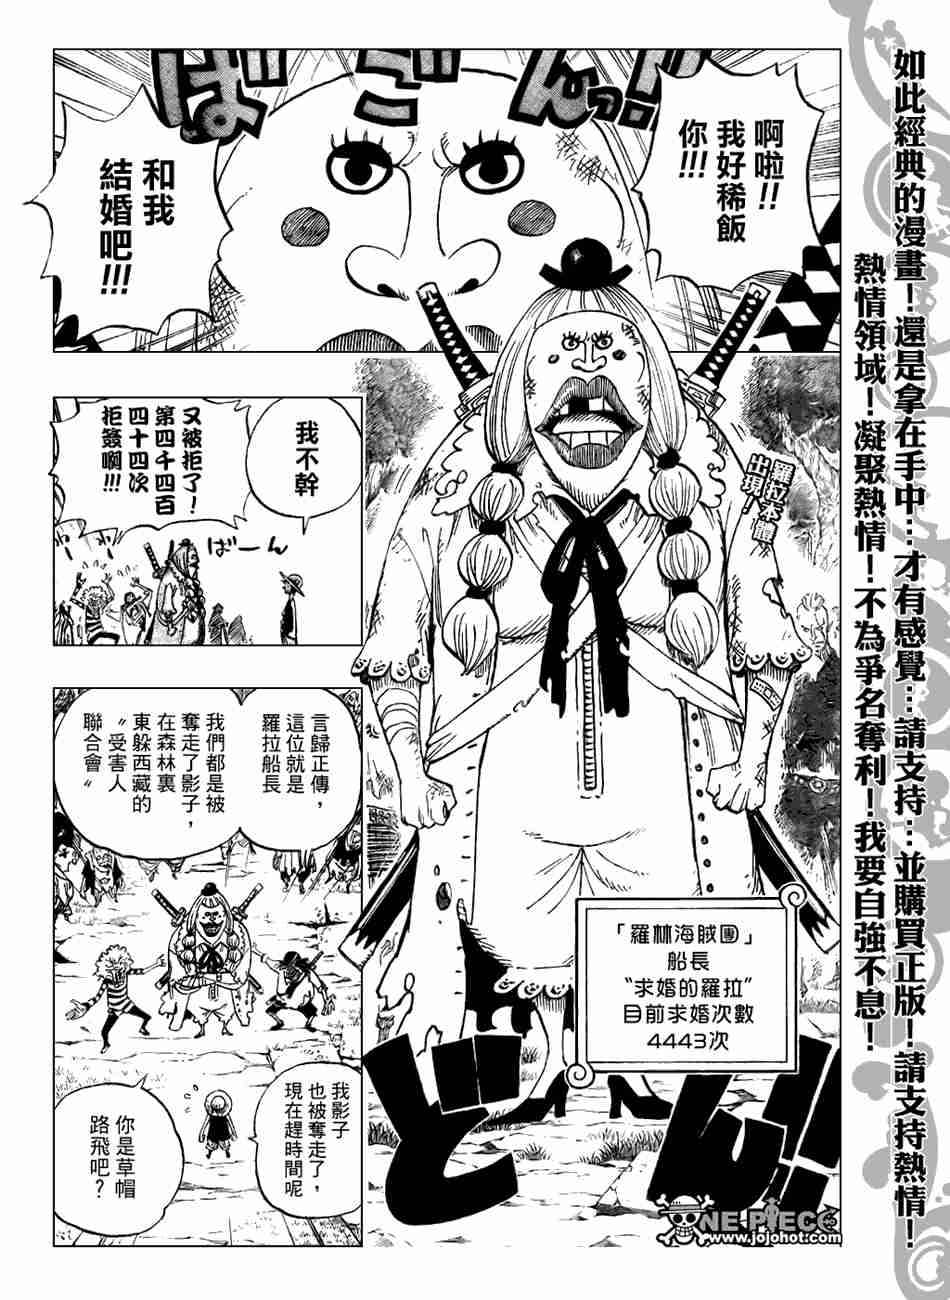 如此經典的漫畫！還是拿在手中…才有感覺…請支持…並購買正版！請支持熱情！
熱情領域！凝聚熱情！不為爭名奪利！我要自強不息！
ばごんっ!!
啊啦!!
我好稀飯
你!!!
和我
結婚吧!!!
羅拉本體，
出現！
我不幹
又被拒了！
第四千四百
四十四次
拒簽啊!!!
ばーん
言歸正傳，
這位就是
羅拉船長
我們都是被
奪走了影子，
在森林裏
東躲西藏的
“受害人
聯合會”
「羅林海賊團」
船長
“求婚的羅拉”
目前求婚次數
4443次
どん!!
我影子
也被奪走了，
現在趕時間呢
你是草帽
路飛吧？
ONE PIECE
www.jojohot.com